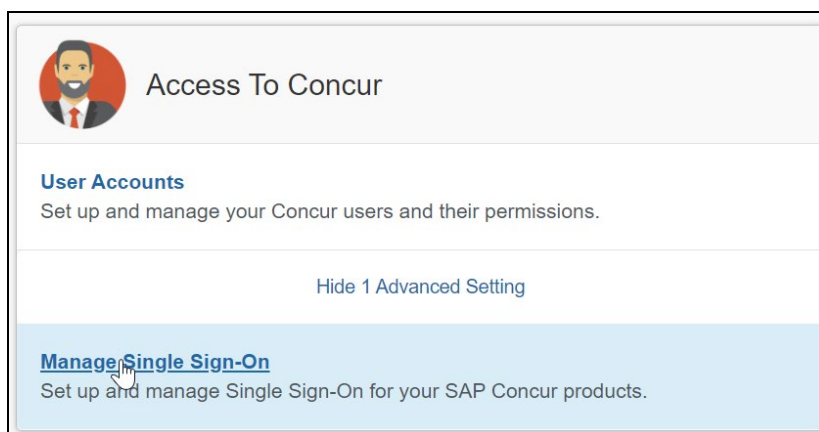 Access To Concur
User Accounts
Set up and manage your Concur users and their permissions.
Hide 1 Advanced Setting
Manage Single Sign-On
Set up and manage Single Sign-On for your SAP Concur products.